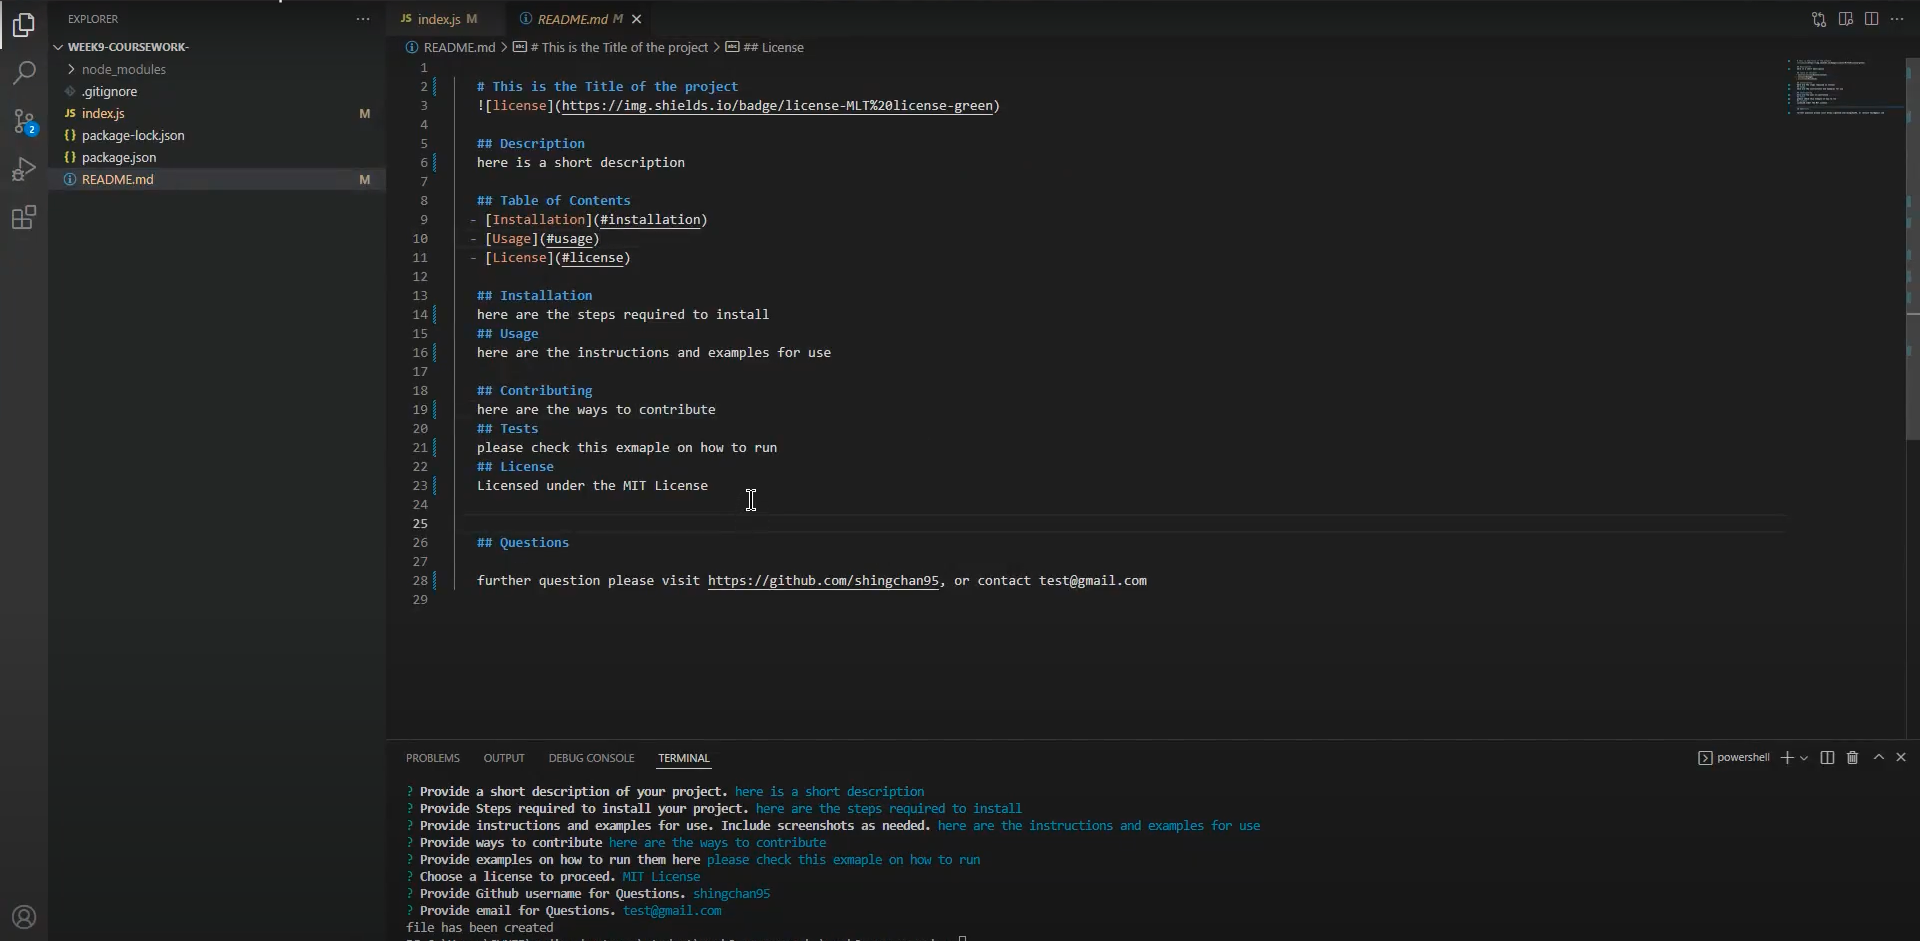 EXPLORER
WEEK9-COURSEWORK-
node_modules
.gitignore
JS index.js M
{} package-lock.json
{} package.json
README.md M
2
JS index.js M
README.md M
README.md > # This is the Title of the project > ## License
1
2 # This is the Title of the project
3 ![license](https://img.shields.io/badge/license-MLT%20license-green)
4
5 ## Description
6 here is a short description
7
8 ## Table of Contents
9 - [Installation](#installation)
10 - [Usage](#usage)
11 - [License](#license)
12
13 ## Installation
14 here are the steps required to install
15 ## Usage
16 here are the instructions and examples for use
17
18 ## Contributing
19 here are the ways to contribute
20 ## Tests
21 please check this exmaple on how to run
22 ## License
23 Licensed under the MIT License
24
25
26 ## Questions
27
28 further question please visit https://github.com/shingchan95, or contact test@gmail.com
29
PROBLEMS OUTPUT DEBUG CONSOLE TERMINAL
powershell
? Provide a short description of your project. here is a short description
? Provide Steps required to install your project. here are the steps required to install
? Provide instructions and examples for use. Include screenshots as needed. here are the instructions and examples for use
? Provide ways to contribute here are the ways to contribute
? Provide examples on how to run them here please check this exmaple on how to run
? Choose a license to proceed. MIT License
? Provide Github username for Questions. shingchan95
? Provide email for Questions. test@gmail.com
file has been created